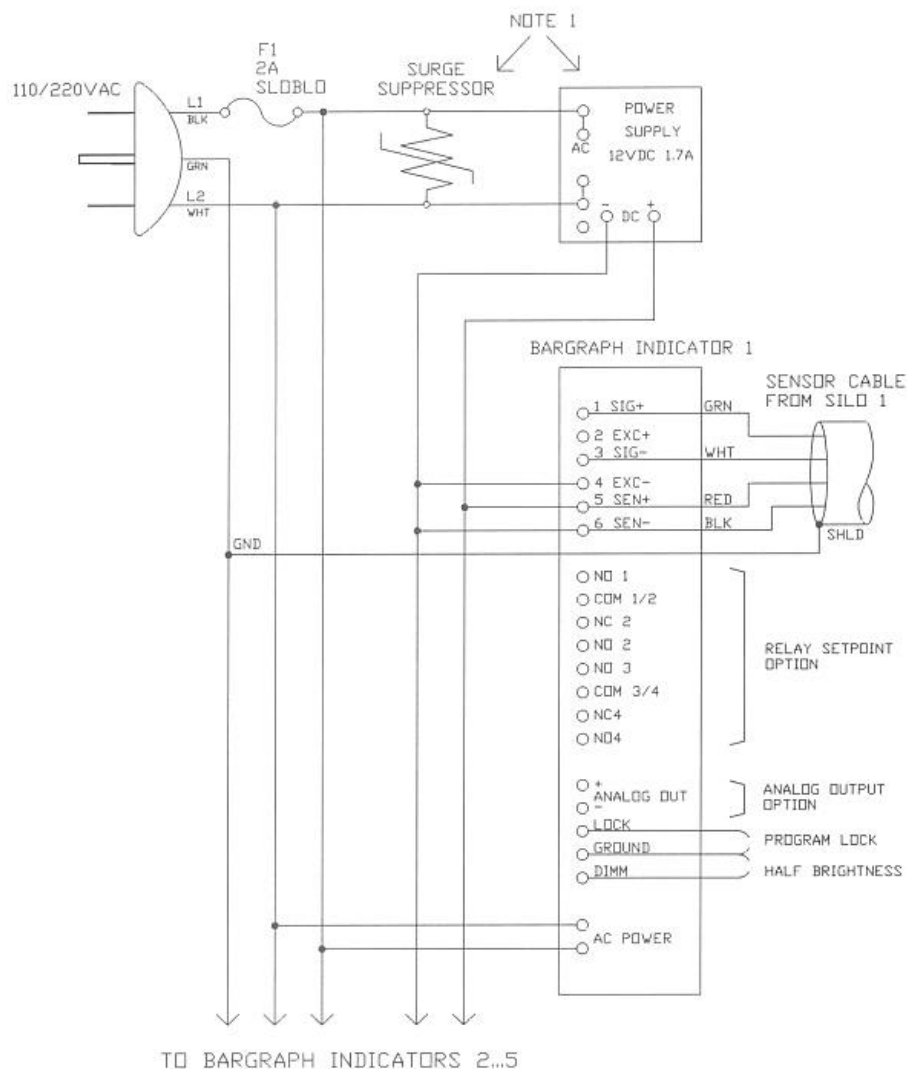 NOTE 1
F1
2A
SLOBLO
110/220VAC
L1
BLK
GRN
L2
WHT
SURGE
SUPPRESSOR
POWER
SUPPLY
12VDC 1.7A
AC
- DC +
BARGRAPH INDICATOR 1
SENSOR CABLE
FROM SILO 1
1 SIG+ GRN
2 EXC+
3 SIG- WHT
4 EXC-
5 SEN+ RED
6 SEN- BLK
SHLD
GND
NO 1
COM 1/2
NC 2
NO 2
NO 3
COM 3/4
NC4
NO4
RELAY SETPOINT
OPTION
+
ANALOG OUT
-
ANALOG OUTPUT
OPTION
LOCK
GROUND
DIMM
PROGRAM LOCK
HALF BRIGHTNESS
AC POWER
TO BARGRAPH INDICATORS 2...5